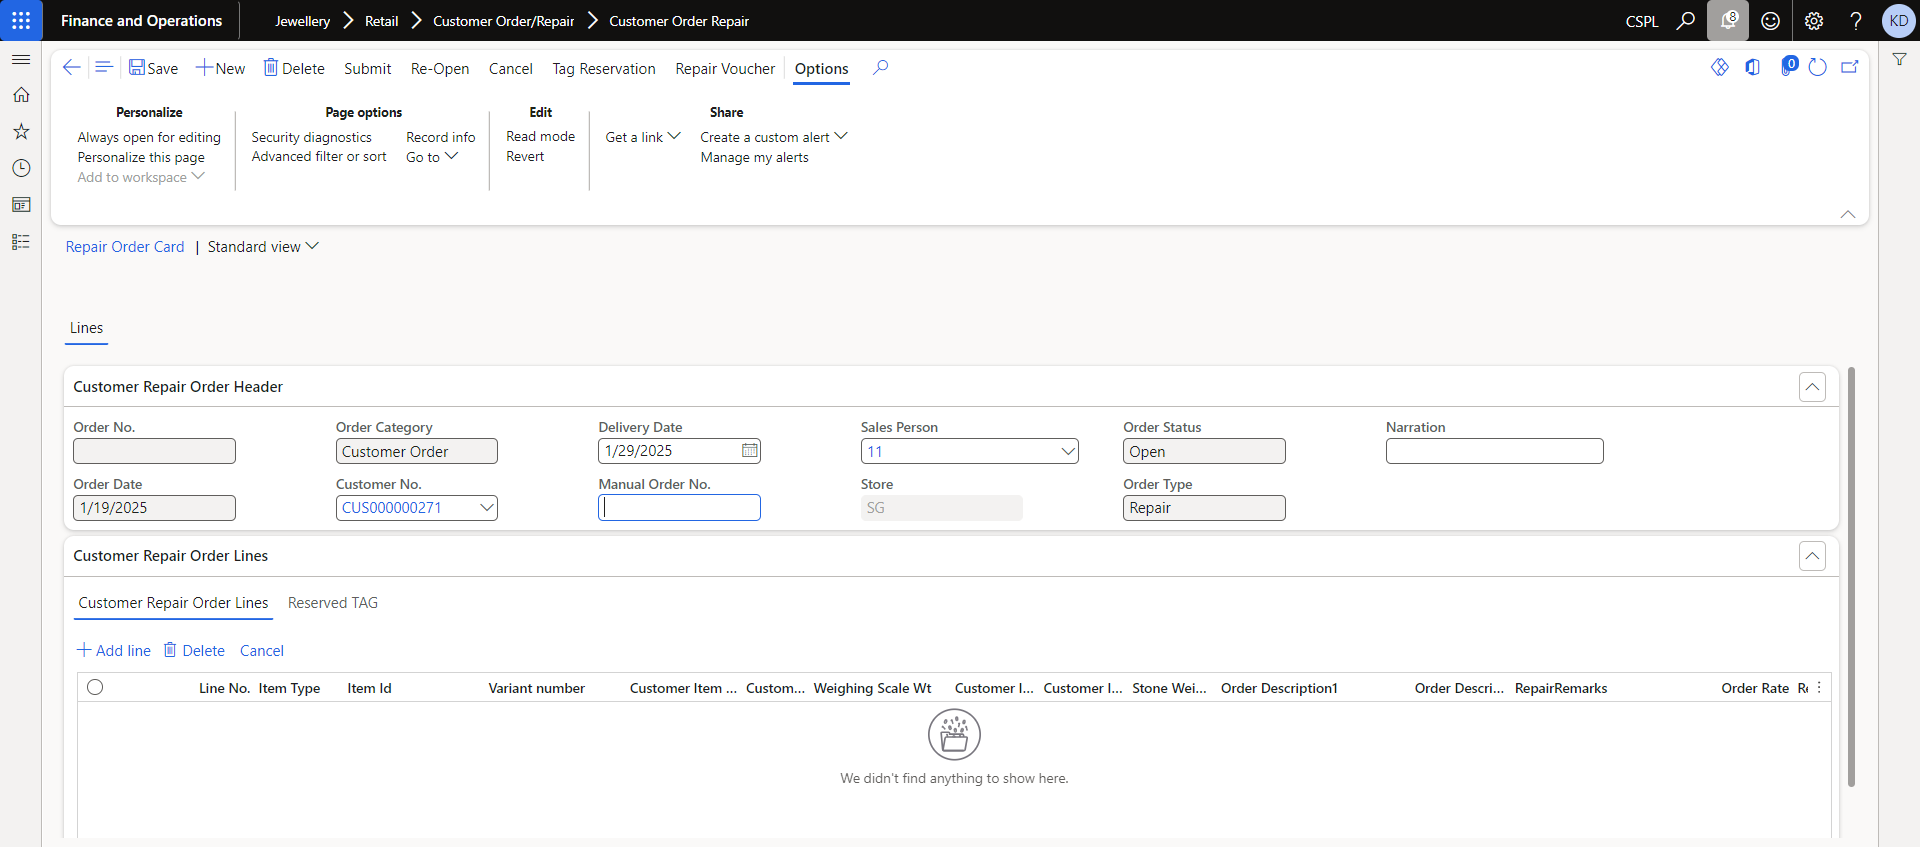 Finance and Operations
Jewellery Retail Customer Order/Repair Customer Order Repair
CSPL 8 ? KD
Save New Delete Submit Re-Open Cancel Tag Reservation Repair Voucher Options 0
Personalize Page options Edit Share
Always open for editing Security diagnostics Record info Read mode Get a link Create a custom alert
Personalize this page Advanced filter or sort Go to Revert Manage my alerts
Add to workspace
Repair Order Card | Standard view
Lines
Customer Repair Order Header
Order No. Order Category Delivery Date Sales Person Order Status Narration
Customer Order 1/29/2025 11 Open
Order Date Customer No. Manual Order No. Store Order Type
1/19/2025 CUS000000271 SG Repair
Customer Repair Order Lines
Customer Repair Order Lines Reserved TAG
Add line Delete Cancel
Line No. Item Type Item Id Variant number Customer Item ... Custom... Weighing Scale Wt Customer I... Customer I... Stone Wei... Order Description1 Order Descri... RepairRemarks Order Rate
We didn't find anything to show here.